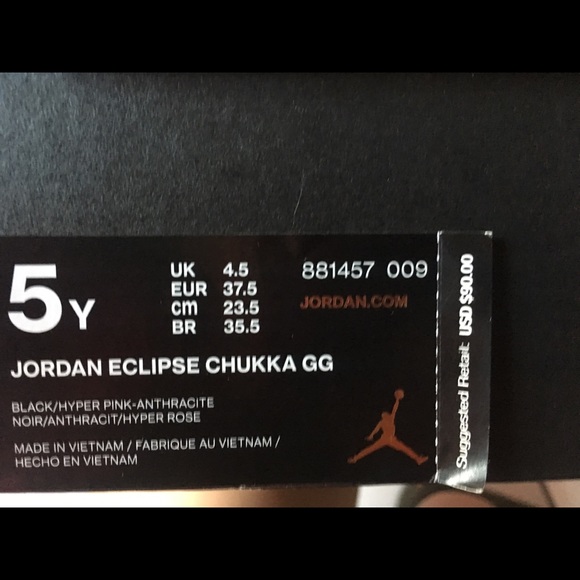 5Y
UK 4.5
EUR 37.5
cm 23.5
BR 35.5
881457 009
JORDAN.COM
JORDAN ECLIPSE CHUKKA GG
BLACK/HYPER PINK-ANTHRACITE
NOIR/ANTHRACIT/HYPER ROSE
MADE IN VIETNAM / FABRIQUE AU VIETNAM /
HECHO EN VIETNAM
Suggested Retail: USD $90.00